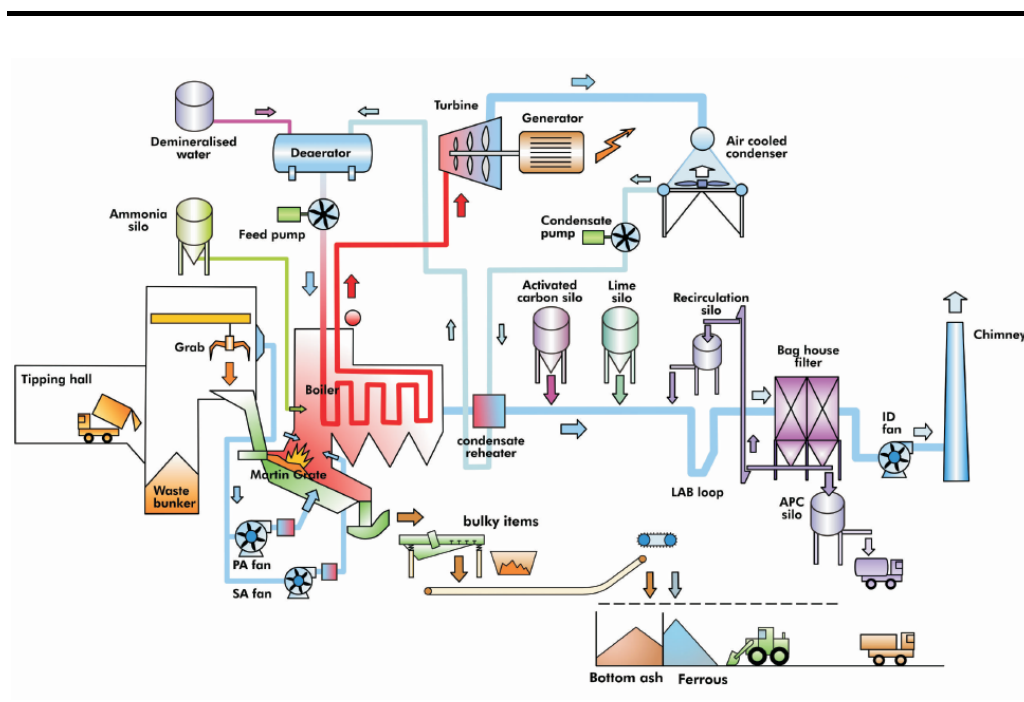 Turbine
Generator
Demineralised
water
Deaerator
Air cooled
condenser
Ammonia
silo
Feed pump
Condensate
pump
Activated
carbon silo
Lime
silo
Recirculation
silo
Grab
Bag house
filter
Chimney
Tipping hall
Boiler
ID
fan
condensate
reheater
Martin Grate
Waste
bunker
LAB loop
APC
silo
bulky items
PA fan
SA fan
Bottom ash
Ferrous